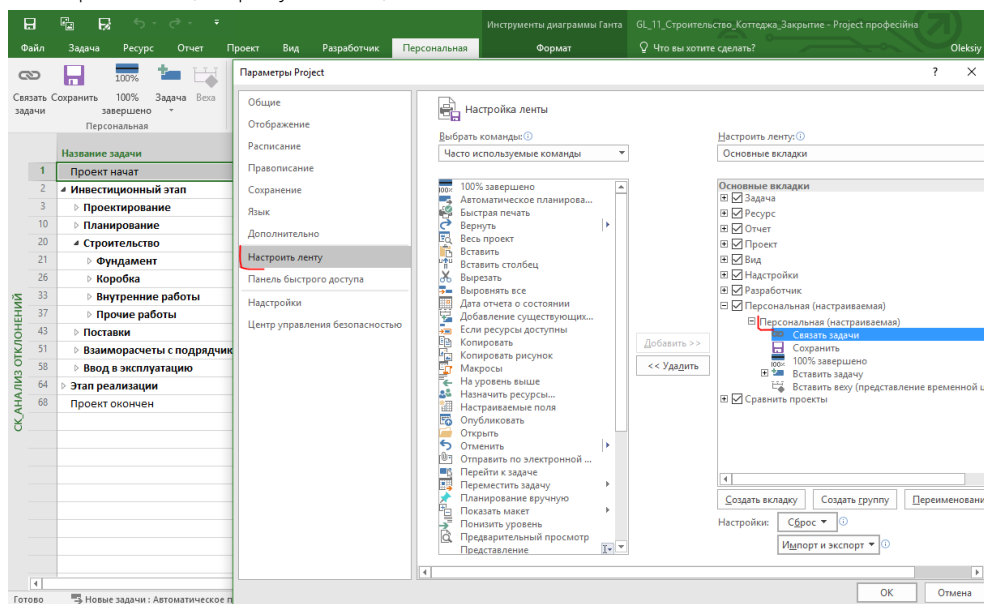 Инструменты диаграммы Ганта
GL_11_Строительство_Коттеджа_Закрытие - Project професійна
Файл Задача Ресурс Отчет Проект Вид Разработчик Персональная Формат Что вы хотите сделать? Oleksiy
Связать задачи
Сохранить
100%
100% завершено
Задача
Веха
Персональная
Название задачи
1 Проект начат
2 Инвестиционный этап
3 Проектирование
10 Планирование
20 Строительство
21 Фундамент
26 Коробка
33 Внутренние работы
37 Прочие работы
43 Поставки
51 Взаиморасчеты с подрядчик
58 Ввод в эксплуатацию
64 Этап реализации
68 Проект окончен
СК_АНАЛИЗ ОТКЛОНЕНИЙ
Готово
Новые задачи : Автоматическое п
Параметры Project
? X
Общие
Отображение
Расписание
Правописание
Сохранение
Язык
Дополнительно
Настроить ленту
Панель быстрого доступа
Надстройки
Центр управления безопасностью
Настройка ленты
Выбрать команды:
Часто используемые команды
100% завершено
Автоматическое планирова...
Быстрая печать
Вернуть
Весь проект
Вставить
Вставить столбец
Вырезать
Выровнять все
Дата отчета о состоянии
Добавление существующих...
Если ресурсы доступны
Копировать
Копировать рисунок
Макросы
На уровень выше
Назначить ресурсы...
Настраиваемые поля
Опубликовать
Открыть
Отменить
Отправить по электронной ...
Перейти к задаче
Переместить задачу
Планирование вручную
Показать макет
Понизить уровень
Предварительный просмотр
Представление
Добавить >>
<< Удалить
Настроить ленту:
Основные вкладки
Основные вкладки
Задача
Ресурс
Отчет
Проект
Вид
Надстройки
Разработчик
Персональная (настраиваемая)
Персональная (настраиваемая)
Связать задачи
Сохранить
100% завершено
Вставить задачу
Вставить веху (представление временной ш
Сравнить проекты
Создать вкладку
Создать группу
Переименовани
Настройки:
Сброс
Импорт и экспорт
ОК
Отмена